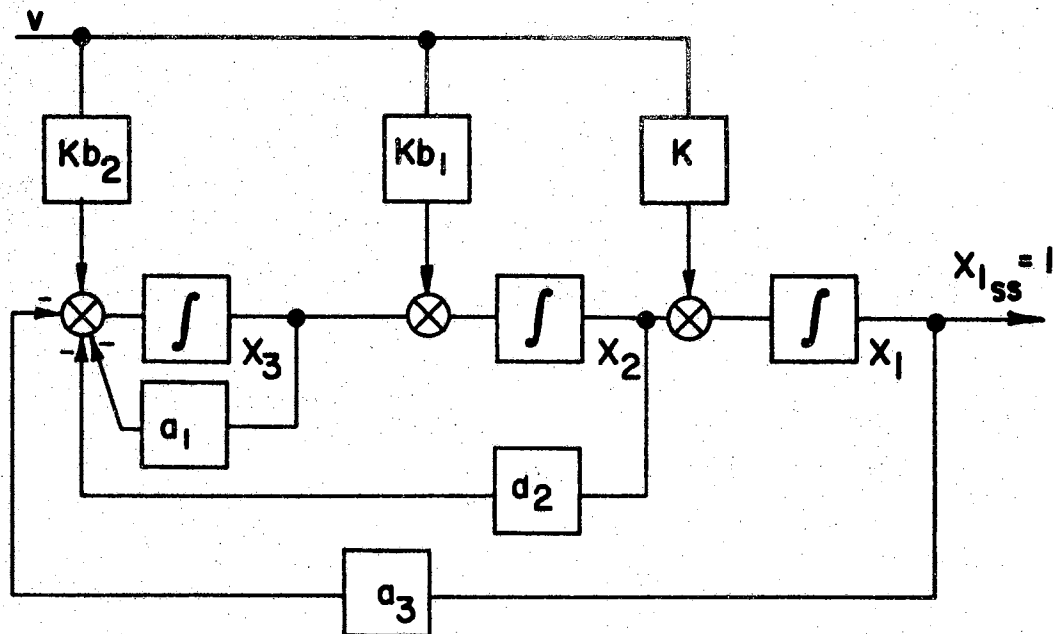 V
Kb2
Kb1
K
X1ss = 1
-
∫
∫
∫
- -
X3
X2
X1
a1
d2
a3